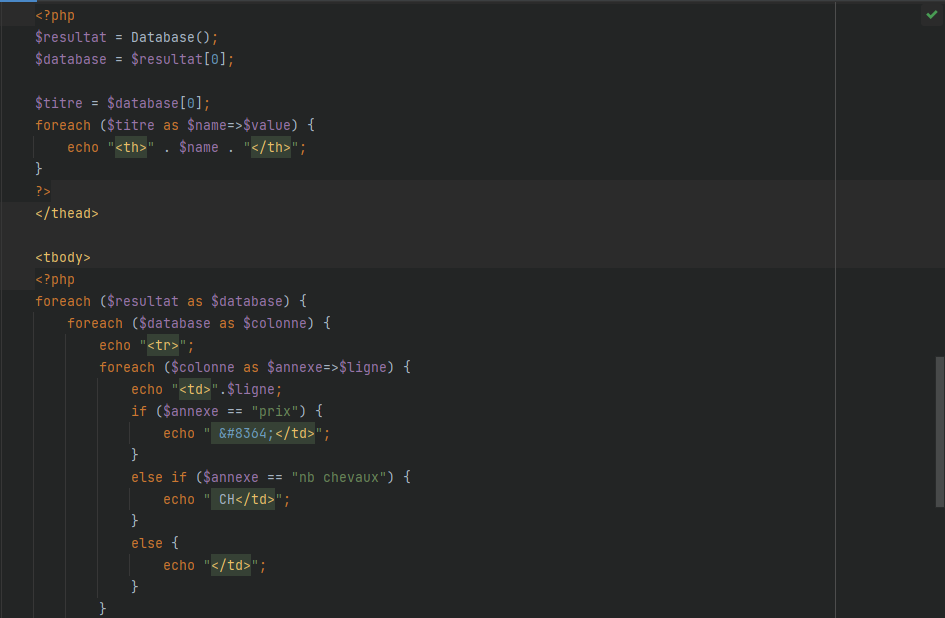 <?php
$resultat = Database();
$database = $resultat[0];
$titre = $database[0];
foreach ($titre as $name=>$value) {
echo "<th>" . $name . "</th>";
}
?>
</thead>
<tbody>
<?php
foreach ($resultat as $database) {
foreach ($database as $colonne) {
echo "<tr>";
foreach ($colonne as $annexe=>$ligne) {
echo "<td>".$ligne;
if ($annexe == "prix") {
echo " &#8364;</td>";
}
else if ($annexe == "nb chevaux") {
echo " CH</td>";
}
else {
echo "</td>";
}
}